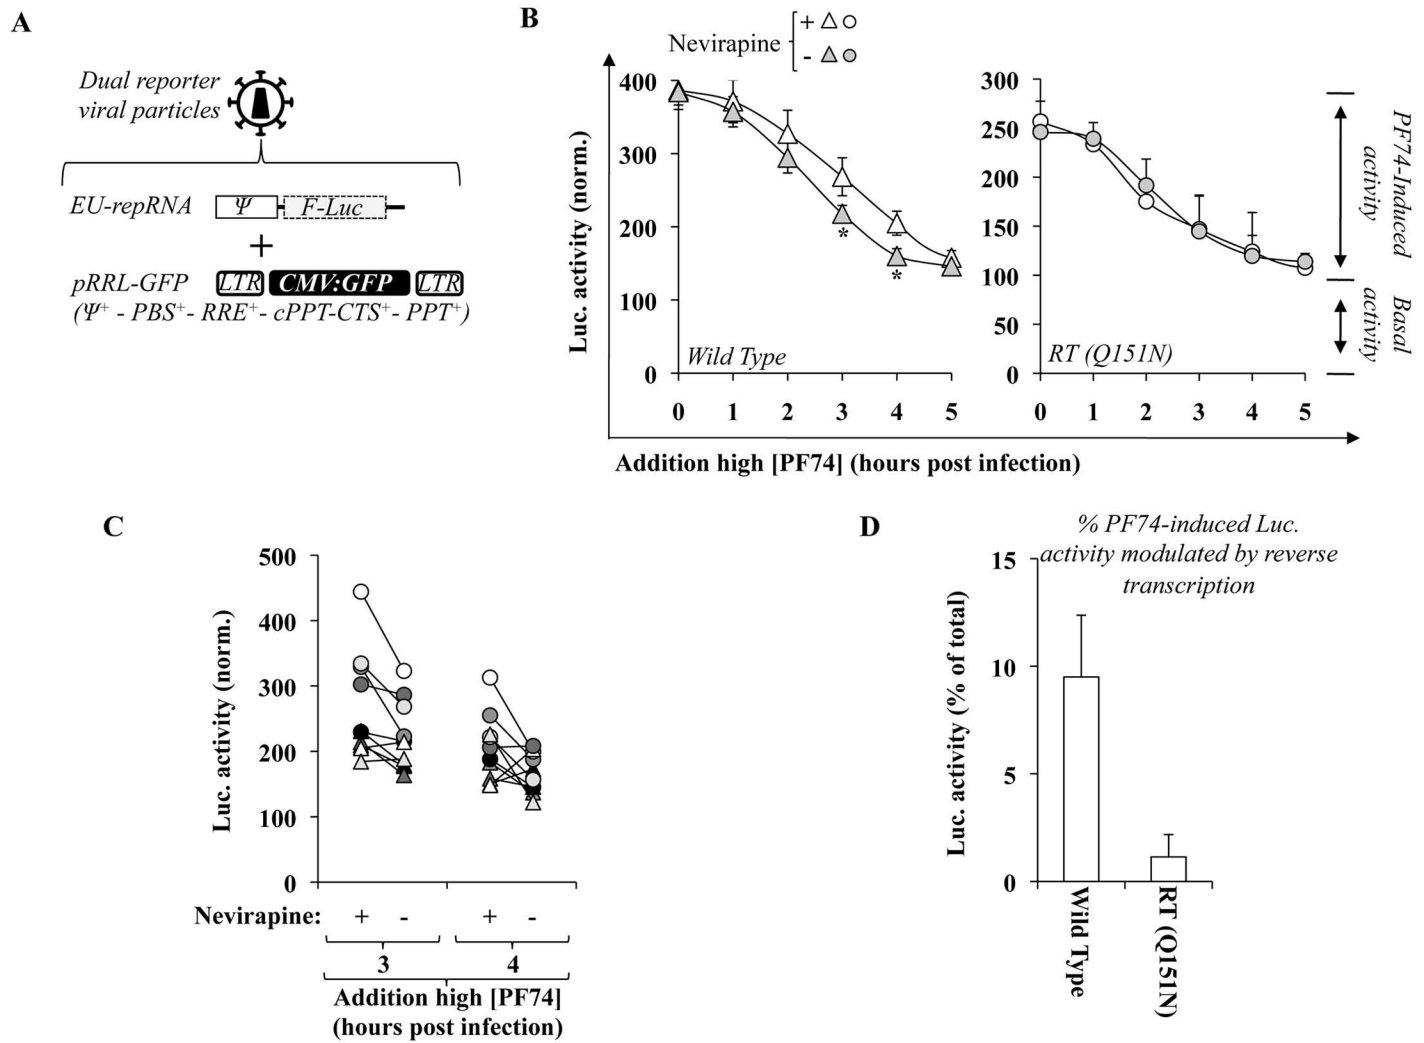 A
Dual reporter
viral particles
EU-repRNA
Ψ
F-Luc
+
pRRL-GFP
LTR
CMV:GFP
LTR
(Ψ+ - PBS+- RRE+- cPPT-CTS+- PPT+)
B
Nevirapine
+
-
Luc. activity (norm.)
400
300
200
100
0
*
*
Wild Type
0 1 2 3 4 5
300
250
200
150
100
50
0
RT (Q151N)
0 1 2 3 4 5
PF74-Induced
activity
Basal
activity
Addition high [PF74] (hours post infection)
C
Luc. activity (norm.)
500
400
300
200
100
0
Nevirapine: + - + -
3 4
Addition high [PF74]
(hours post infection)
D
% PF74-induced Luc.
activity modulated by reverse
transcription
Luc. activity (% of total)
15
10
5
0
Wild Type
RT (Q151N)